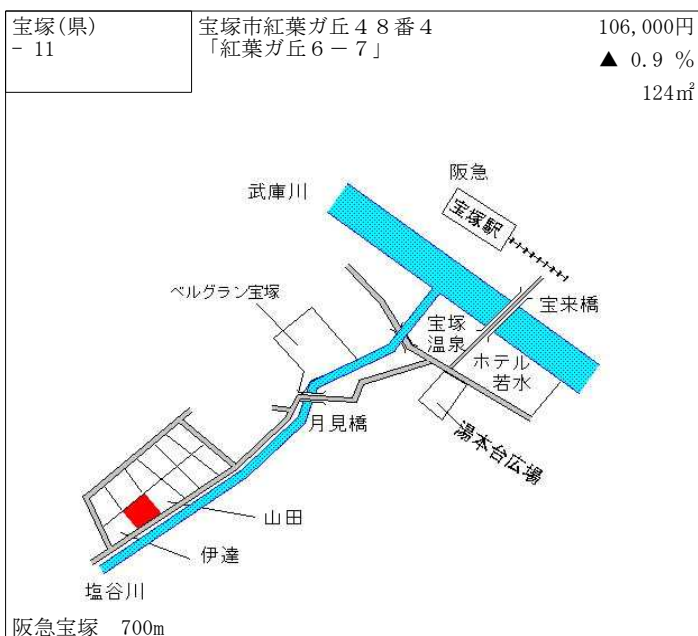 宝塚(県)
- 11
宝塚市紅葉ガ丘４８番４
「紅葉ガ丘６－７」
106,000円
▲ 0.9 %
124㎡
阪急
武庫川
宝塚駅
ベルグラン宝塚
宝来橋
宝塚
温泉
ホテル
若水
月見橋
湯本台広場
山田
伊達
塩谷川
阪急宝塚　700m